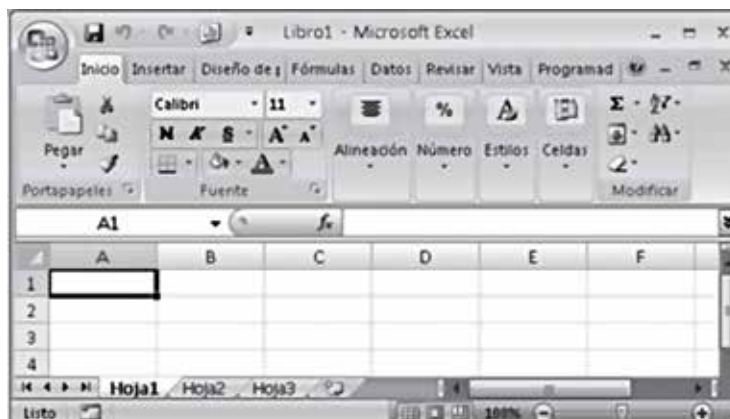 Libro1 - Microsoft Excel
Inicio Insertar Diseño de Fórmulas Datos Revisar Vista Programad
Calibri 11
N K S A A
Pegar Alineación Número Estilos Celdas
Portapapeles Fuente Modificar
A1 fx
A B C D E F
1
2
3
4
Hoja1 Hoja2 Hoja3
Listo 100%